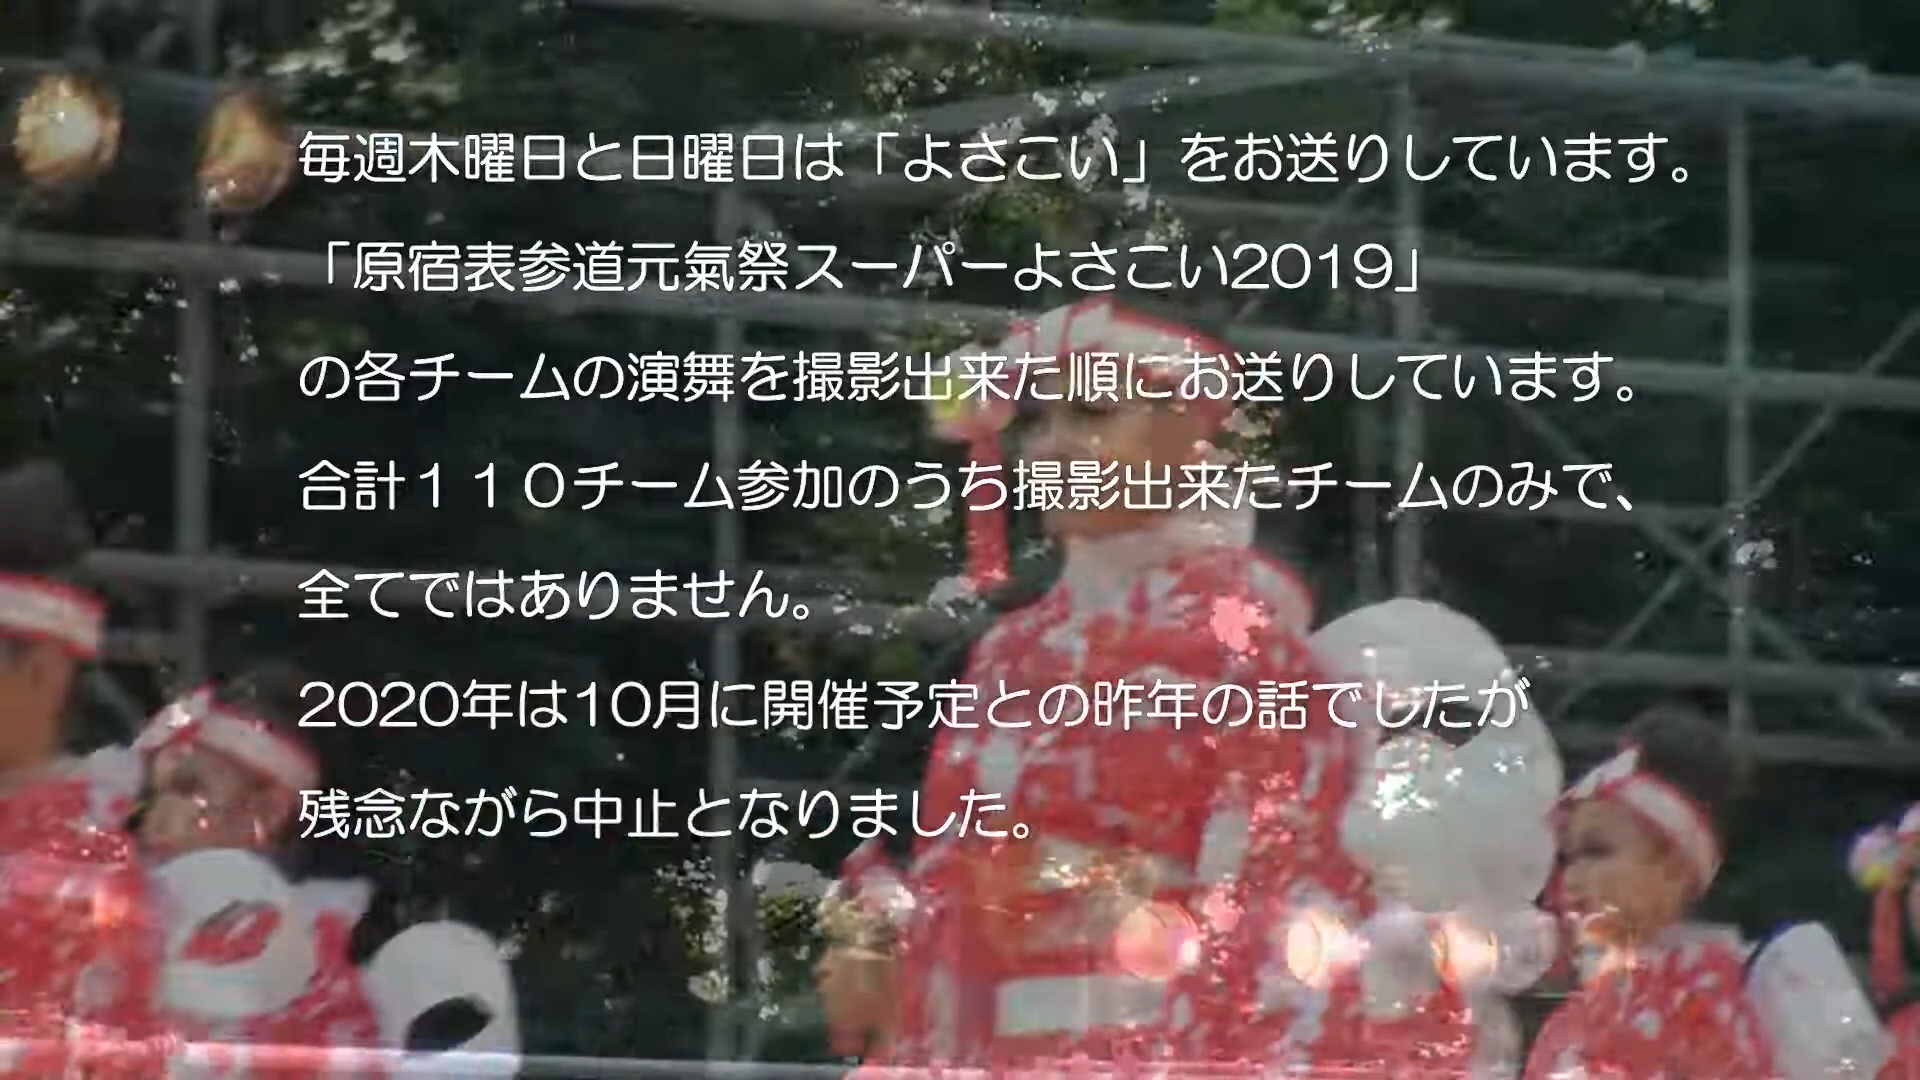 毎週木曜日と日曜日は「よさこい」をお送りしています。
「原宿表参道元氣祭スーパーよさこい2019」
の各チームの演舞を撮影出来た順にお送りしています。
合計１１０チーム参加のうち撮影出来たチームのみで、
全てではありません。
2020年は10月に開催予定との昨年の話でしたが
残念ながら中止となりました。